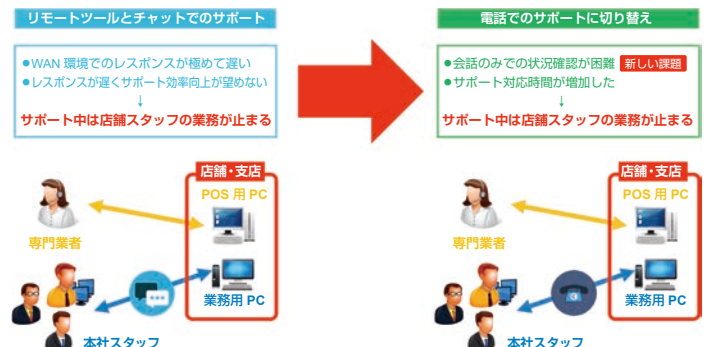 リモートツールとチャットでのサポート
●WAN 環境でのレスポンスが極めて遅い
●レスポンスが遅くサポート効率向上が望めない
↓
サポート中は店舗スタッフの業務が止まる
店舗・支店
POS 用 PC
専門業者
業務用 PC
本社スタッフ
電話でのサポートに切り替え
●会話のみでの状況確認が困難 新しい課題
●サポート対応時間が増加した
↓
サポート中は店舗スタッフの業務が止まる
店舗・支店
POS 用 PC
専門業者
業務用 PC
本社スタッフ